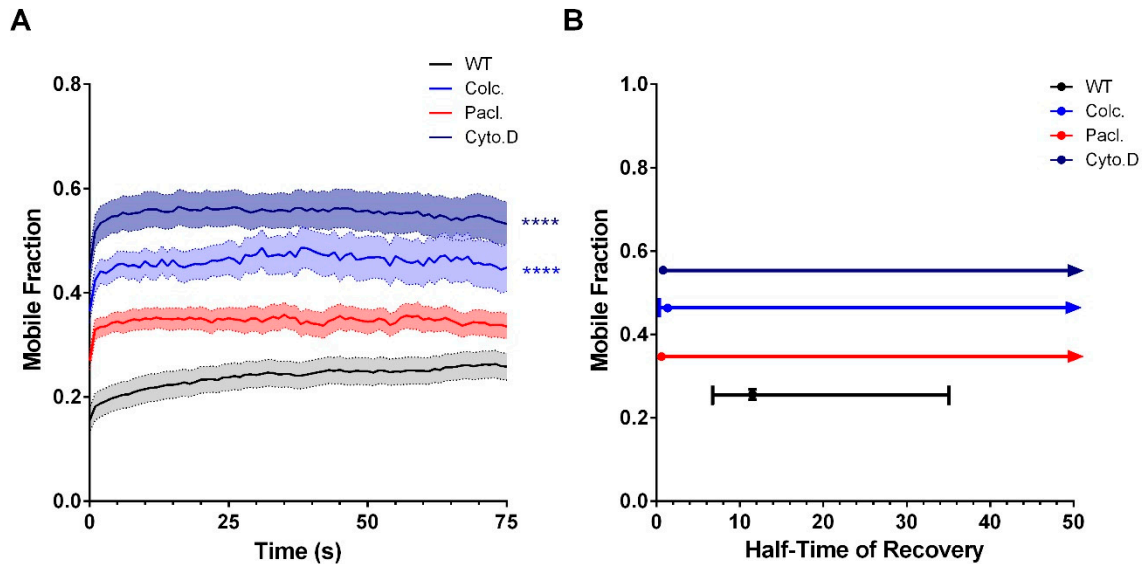 A
WT
Colc.
Pacl.
Cyto.D
0.8
0.6
0.4
0.2
0.0
Mobile Fraction
****
****
0
25
50
75
Time (s)
B
WT
Colc.
Pacl.
Cyto.D
1.0
0.8
0.6
0.4
0.2
0.0
Mobile Fraction
0
10
20
30
40
50
Half-Time of Recovery